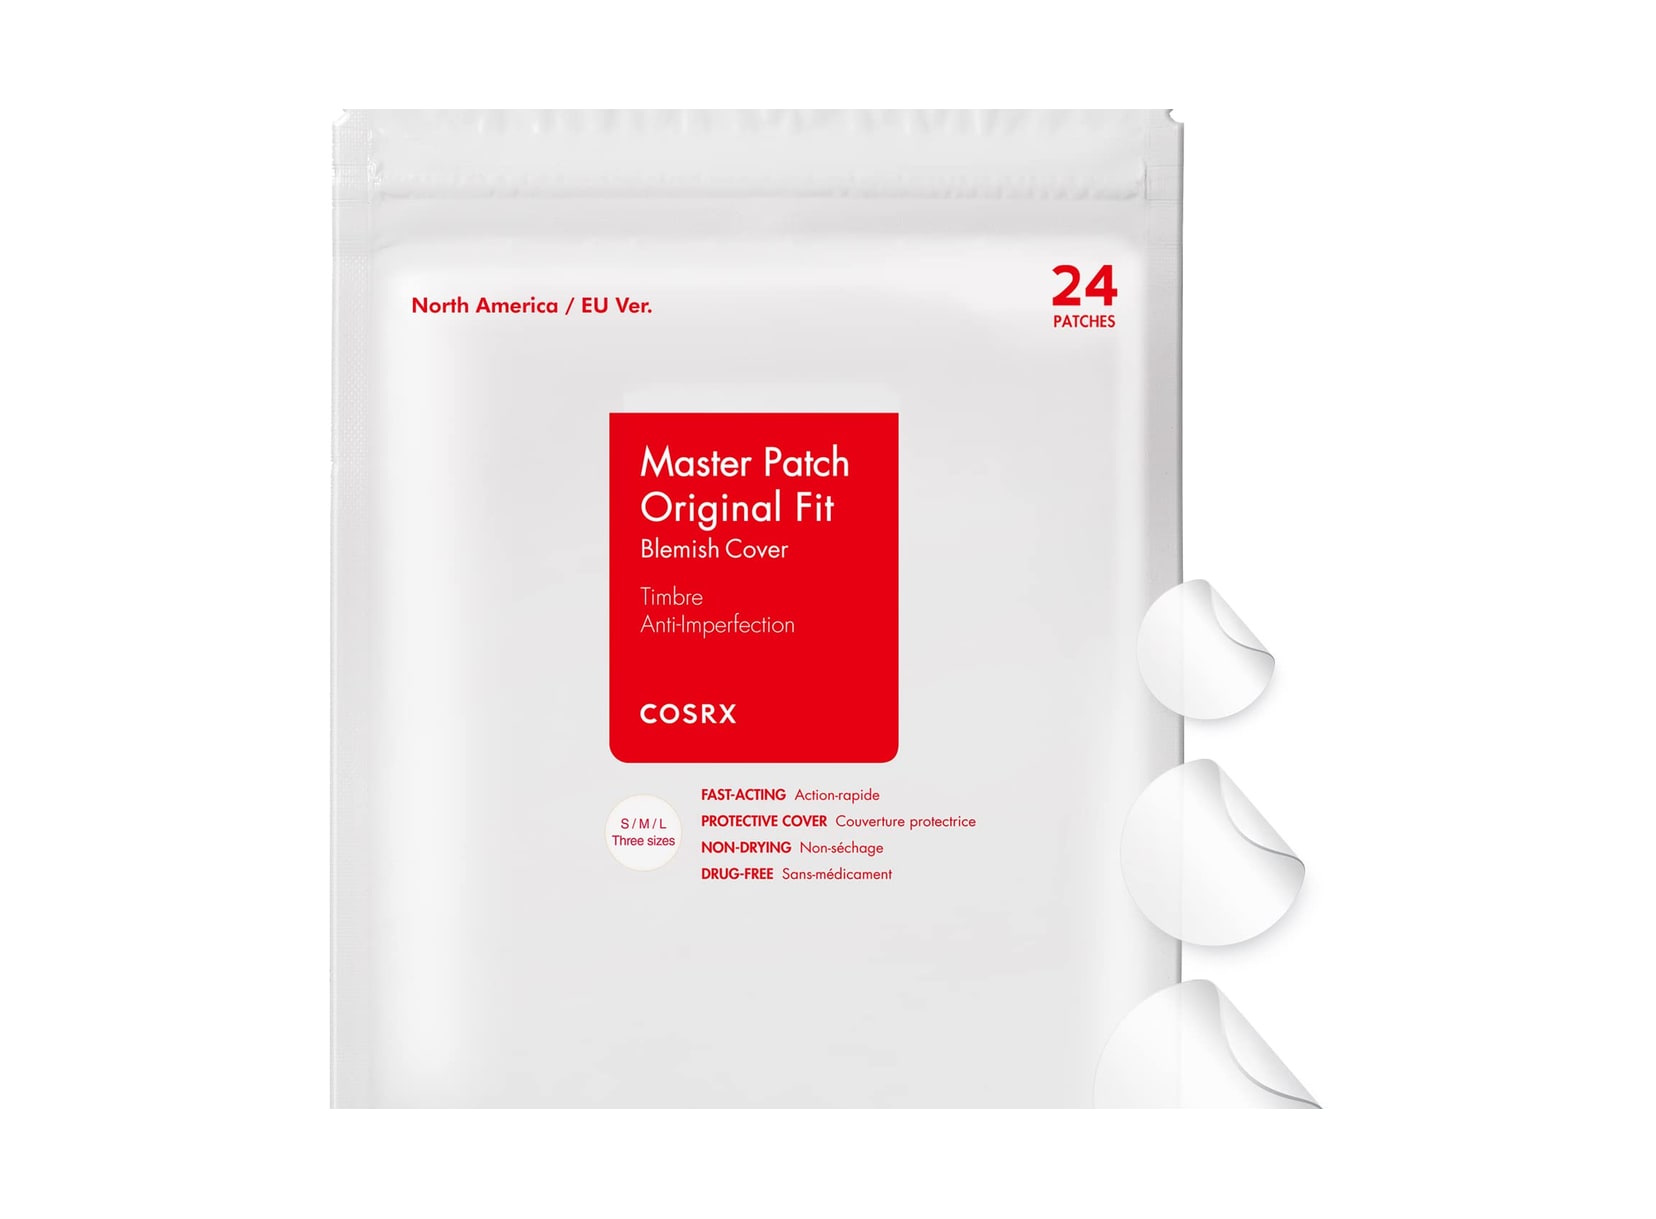 North America / EU Ver.
24
PATCHES
Master Patch
Original Fit
Blemish Cover
Timbre
Anti-Imperfection
COSRX
S / M / L
Three sizes
FAST-ACTING Action-rapide
PROTECTIVE COVER Couverture protectrice
NON-DRYING Non-séchage
DRUG-FREE Sans-médicament